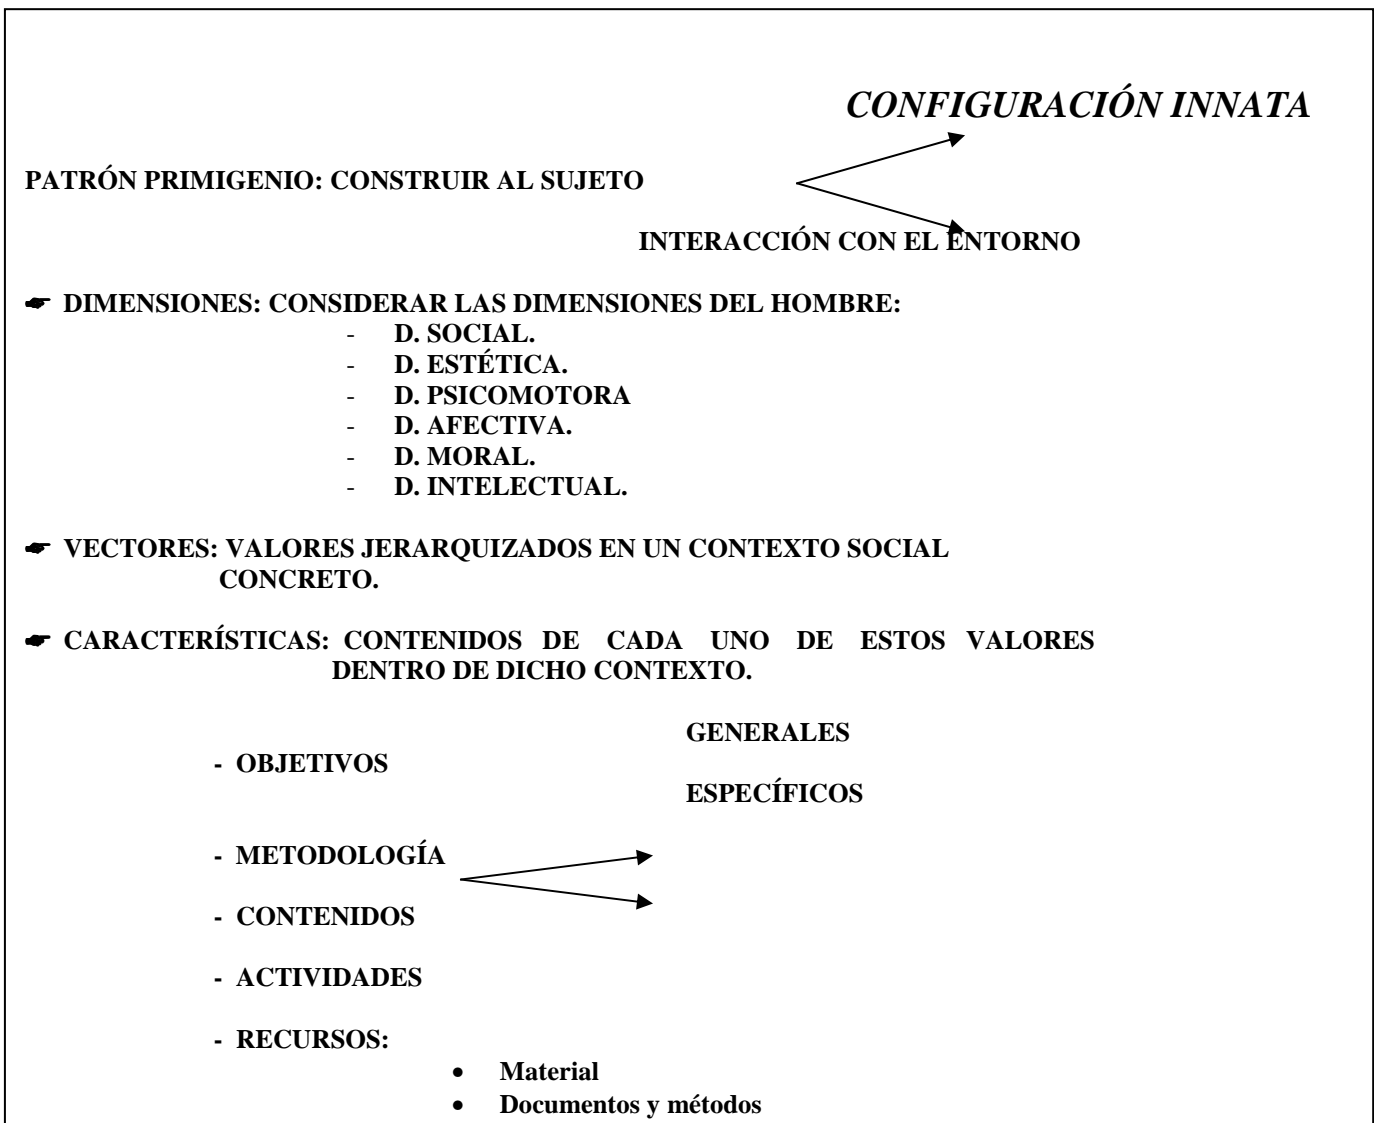 CONFIGURACIÓN INNATA
PATRÓN PRIMIGENIO: CONSTRUIR AL SUJETO
INTERACCIÓN CON EL ENTORNO
☛ DIMENSIONES: CONSIDERAR LAS DIMENSIONES DEL HOMBRE:
- D. SOCIAL.
- D. ESTÉTICA.
- D. PSICOMOTORA
- D. AFECTIVA.
- D. MORAL.
- D. INTELECTUAL.
☛ VECTORES: VALORES JERARQUIZADOS EN UN CONTEXTO SOCIAL
CONCRETO.
☛ CARACTERÍSTICAS: CONTENIDOS DE CADA UNO DE ESTOS VALORES
DENTRO DE DICHO CONTEXTO.
GENERALES
- OBJETIVOS
ESPECÍFICOS
- METODOLOGÍA
- CONTENIDOS
- ACTIVIDADES
- RECURSOS:
• Material
• Documentos y métodos